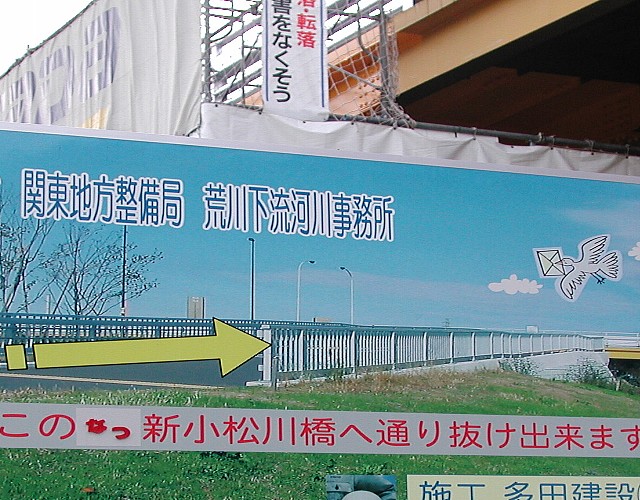 落・転落
害をなくそう
関東地方整備局 荒川下流河川事務所
この なっ 新小松川橋へ通り抜け出来ます
施工 多田建設